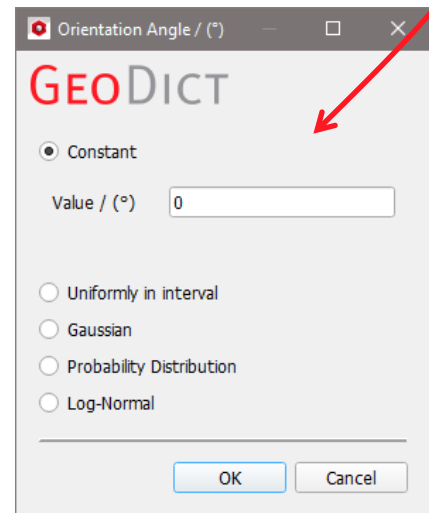 Orientation Angle / (°)
GEODICT
Constant
Value / (°) 0
Uniformly in interval
Gaussian
Probability Distribution
Log-Normal
OK Cancel